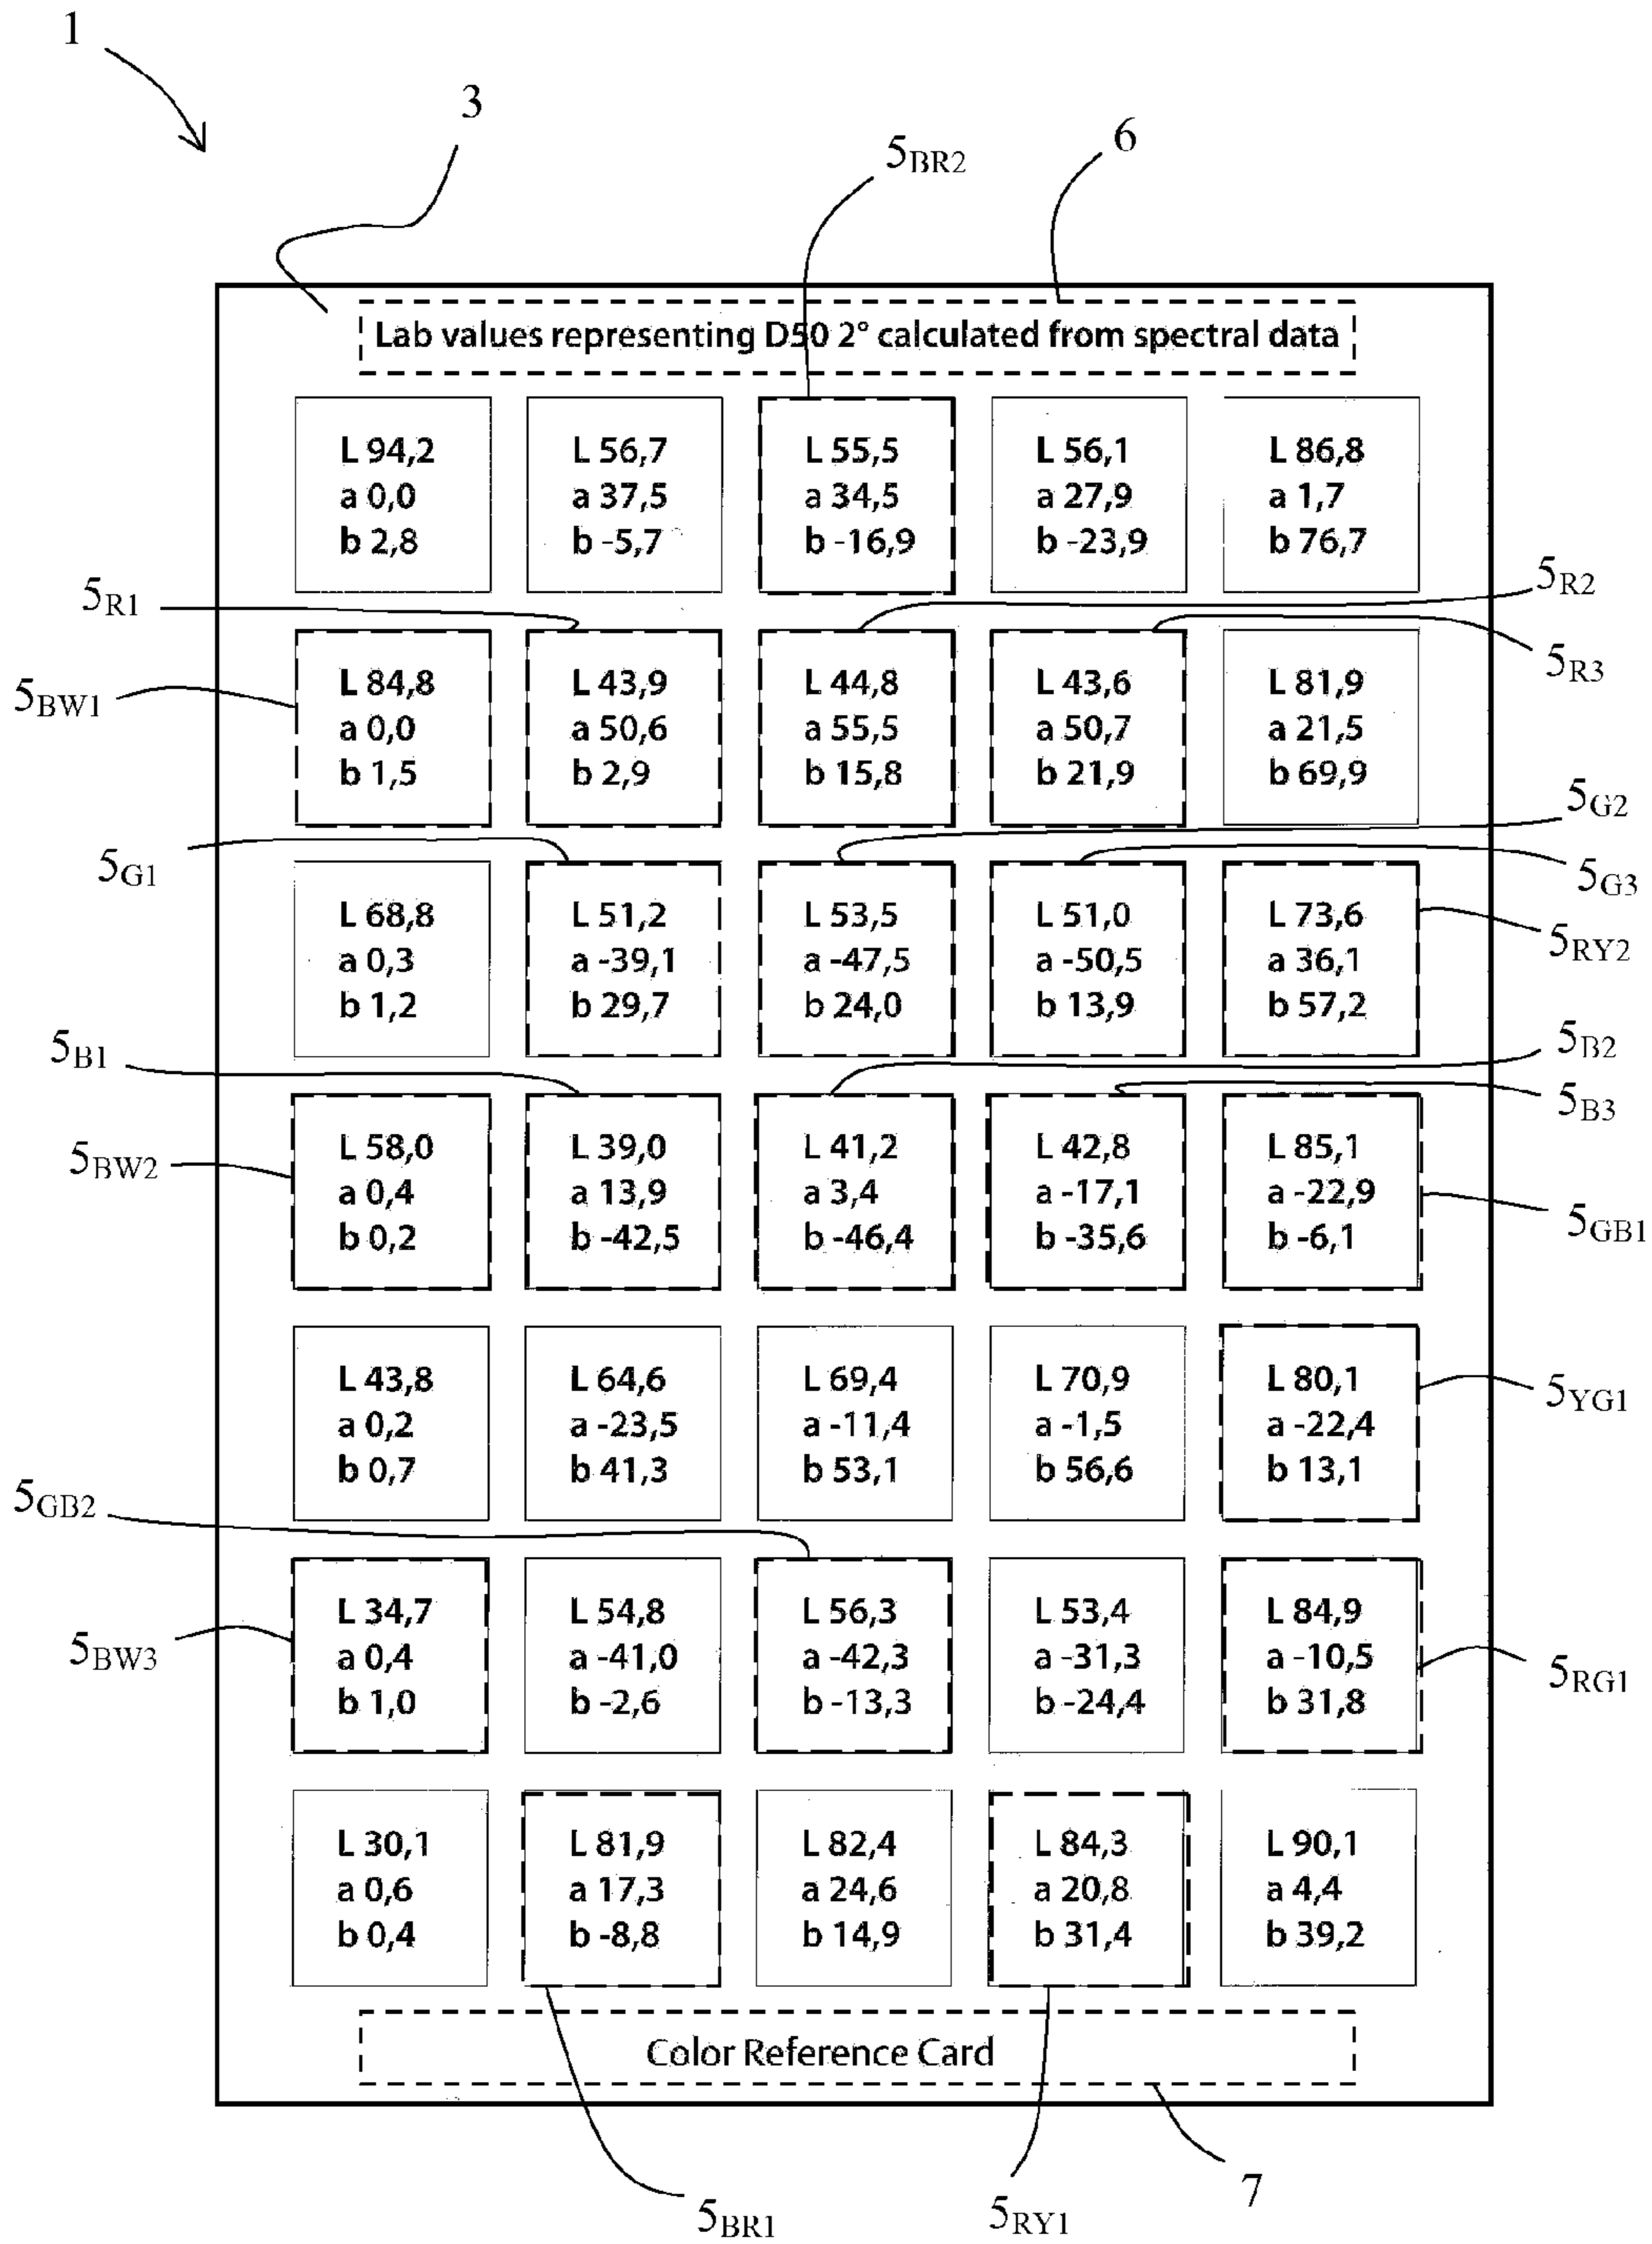 1
3
5BR2
6
Lab values representing D50 2° calculated from spectral data
L 94,2
a 0,0
b 2,8
L 56,7
a 37,5
b -5,7
L 55,5
a 34,5
b -16,9
L 56,1
a 27,9
b -23,9
L 86,8
a 1,7
b 76,7
5R1
5R2
5BW1
5R3
L 84,8
a 0,0
b 1,5
L 43,9
a 50,6
b 2,9
L 44,8
a 55,5
b 15,8
L 43,6
a 50,7
b 21,9
L 81,9
a 21,5
b 69,9
5G2
5G1
5G3
L 68,8
a 0,3
b 1,2
L 51,2
a -39,1
b 29,7
L 53,5
a -47,5
b 24,0
L 51,0
a -50,5
b 13,9
L 73,6
a 36,1
b 57,2
5RY2
5B1
5B2
5B3
5BW2
L 58,0
a 0,4
b 0,2
L 39,0
a 13,9
b -42,5
L 41,2
a 3,4
b -46,4
L 42,8
a -17,1
b -35,6
L 85,1
a -22,9
b -6,1
5GB1
L 43,8
a 0,2
b 0,7
L 64,6
a -23,5
b 41,3
L 69,4
a -11,4
b 53,1
L 70,9
a -1,5
b 56,6
L 80,1
a -22,4
b 13,1
5YG1
5GB2
5BW3
L 34,7
a 0,4
b 1,0
L 54,8
a -41,0
b -2,6
L 56,3
a -42,3
b -13,3
L 53,4
a -31,3
b -24,4
L 84,9
a -10,5
b 31,8
5RG1
L 30,1
a 0,6
b 0,4
L 81,9
a 17,3
b -8,8
L 82,4
a 24,6
b 14,9
L 84,3
a 20,8
b 31,4
L 90,1
a 4,4
b 39,2
Color Reference Card
5BR1
5RY1
7